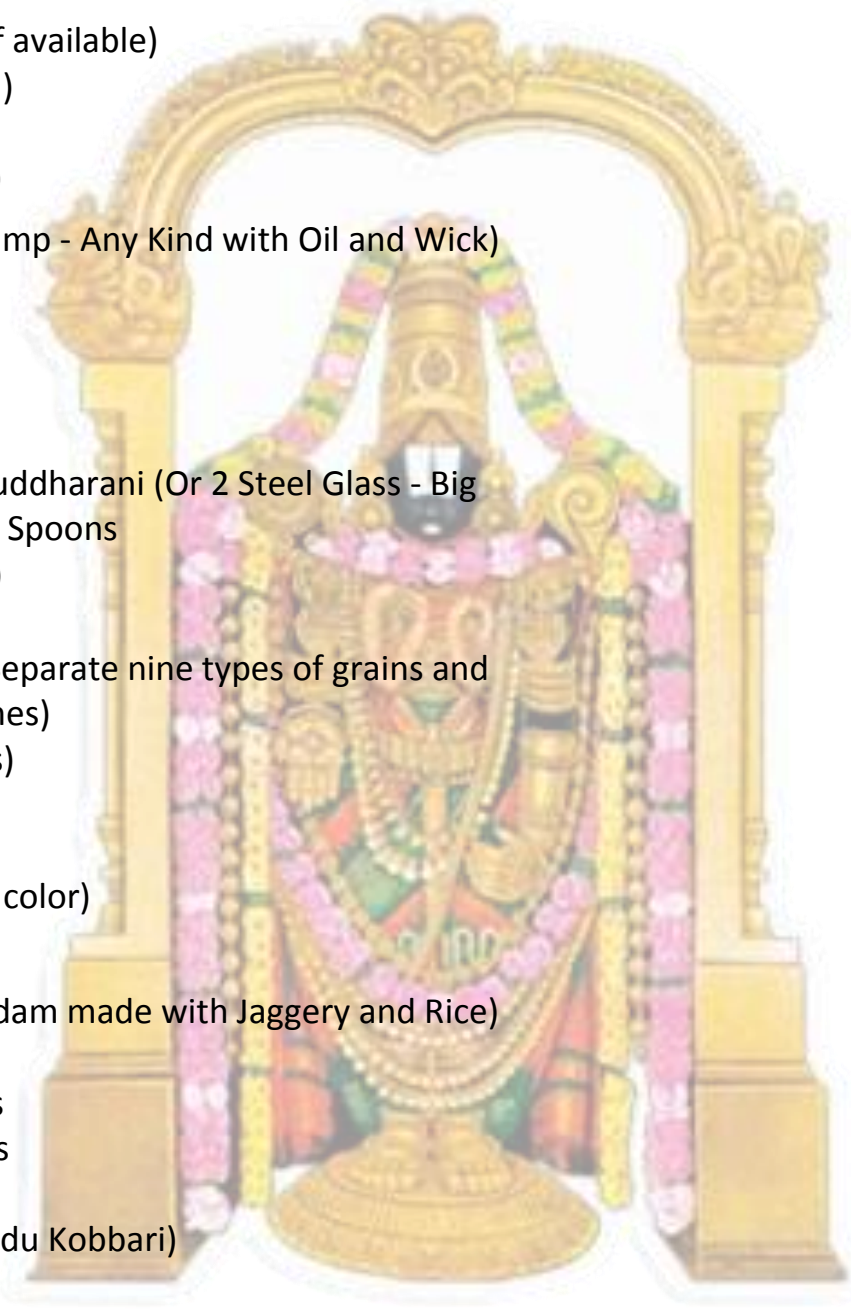 f available)
)
)
mp - Any Kind with Oil and Wick)
uddharani (Or 2 Steel Glass - Big
Spoons
)
eparate nine types of grains and
nes)
s)
color)
dam made with Jaggery and Rice)
s
s
du Kobbari)